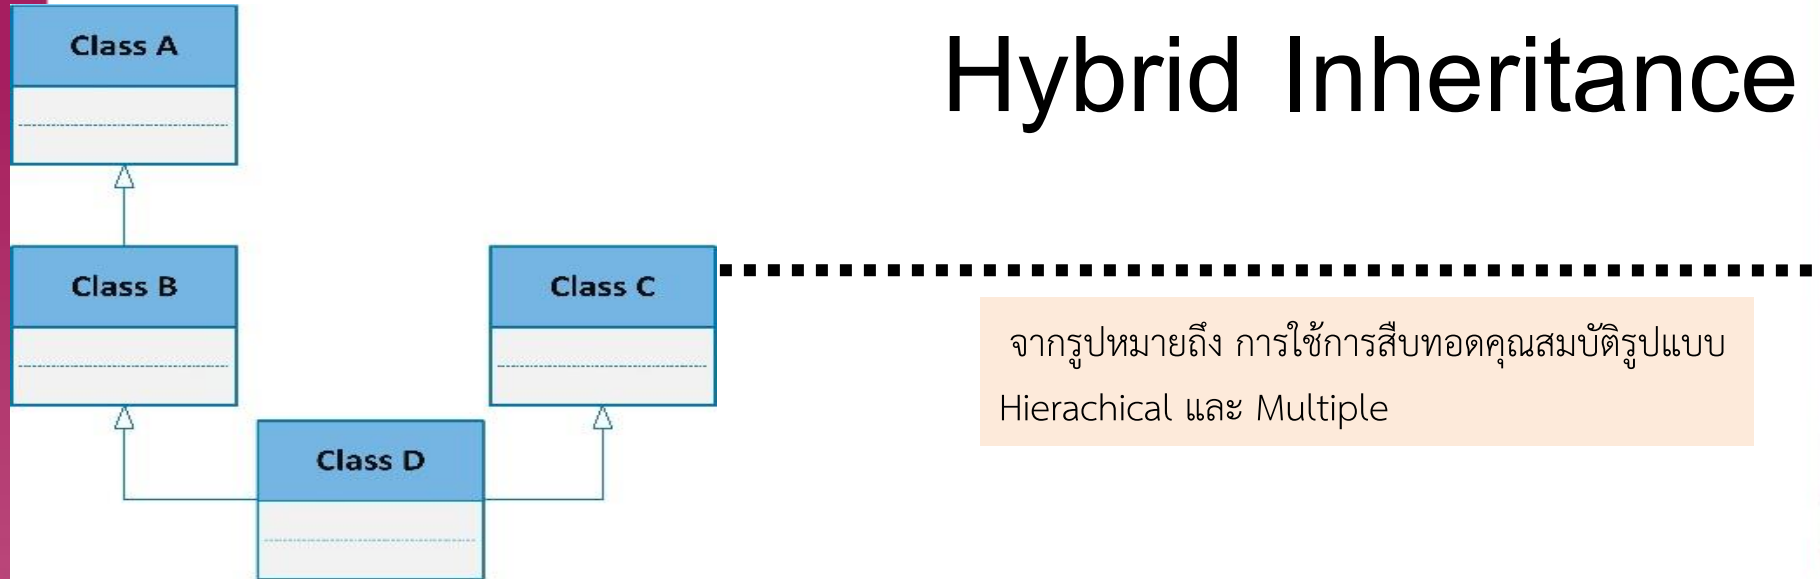 Class A
Hybrid Inheritance
Class B
Class C
จากรูปหมายถึง การใช้การสืบทอดคุณสมบัติรูปแบบ
Hierachical และ Multiple
Class D